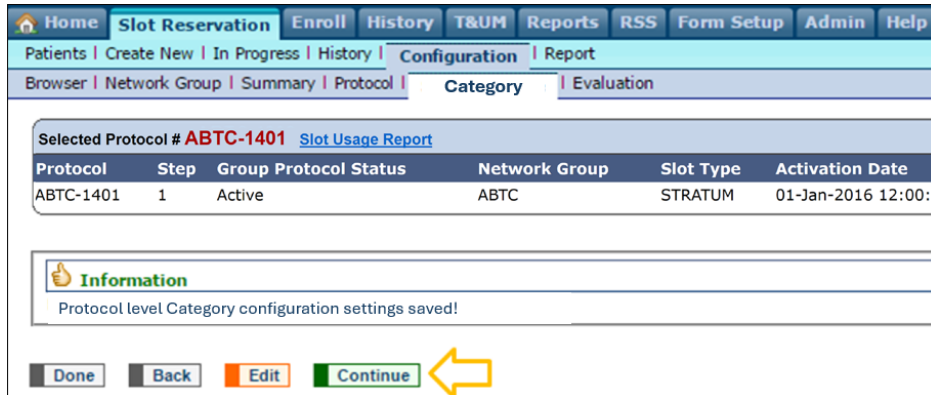 Home Slot Reservation Enroll History T&UM Reports RSS Form Setup Admin Help
Patients | Create New | In Progress | History | Configuration | Report
Browser | Network Group | Summary | Protocol | Category | Evaluation
Selected Protocol # ABTC-1401 Slot Usage Report
Protocol Step Group Protocol Status Network Group Slot Type Activation Date
ABTC-1401 1 Active ABTC STRATUM 01-Jan-2016 12:00:
Information
Protocol level Category configuration settings saved!
Done Back Edit Continue